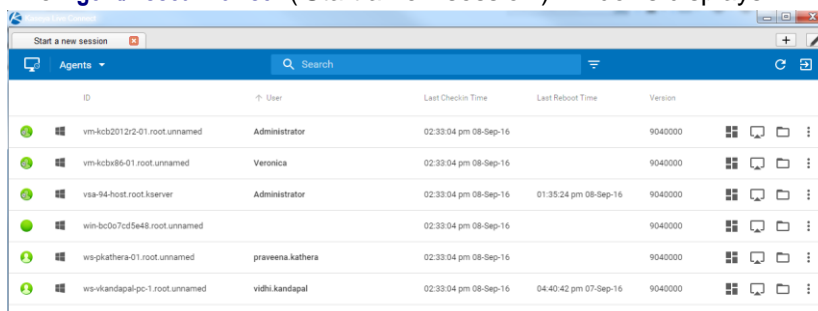 Kaseya Live Connect
Start a new session
Agents Search
ID User Last Checkin Time Last Reboot Time Version
vm-kcb2012r2-01.root.unnamed Administrator 02:33:04 pm 08-Sep-16 9040000
vm-kcbx86-01.root.unnamed Veronica 02:33:04 pm 08-Sep-16 9040000
vsa-94-host.root.kserver Administrator 02:33:04 pm 08-Sep-16 01:35:24 pm 08-Sep-16 9040000
win-bc0o7cd5e48.root.unnamed 02:33:04 pm 08-Sep-16 9040000
ws-pkathera-01.root.unnamed praveena.kathera 02:33:04 pm 08-Sep-16 9040000
ws-vkandapal-pc-1.root.unnamed vidhi.kandapal 02:33:04 pm 08-Sep-16 04:40:42 pm 07-Sep-16 9040000